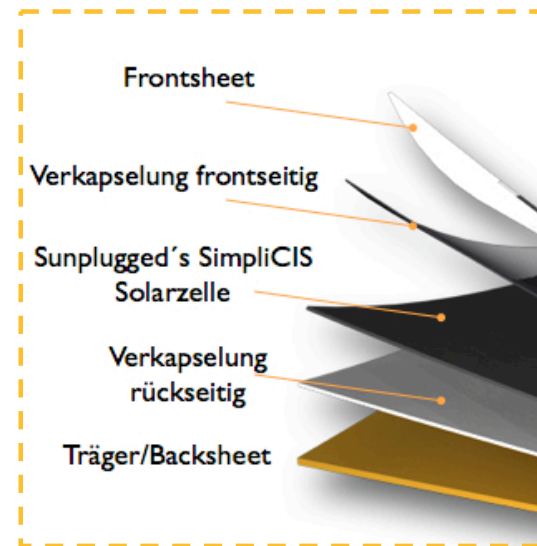 Frontsheet
Verkapselung frontseitig
Sunplugged´s SimpliCIS
Solarzelle
Verkapselung
rückseitig
Träger/Backsheet